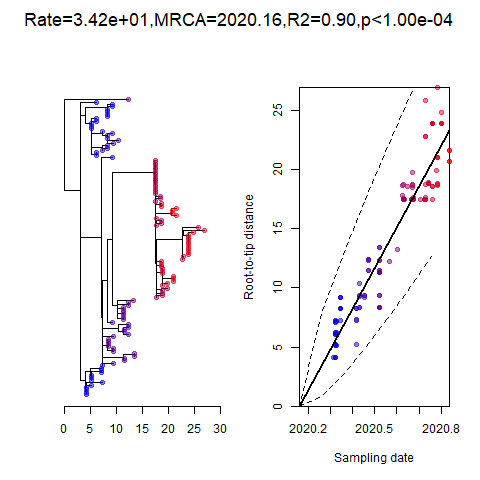 Rate=3.42e+01,MRCA=2020.16,R2=0.90,p<1.00e-04
0 5 10 15 20 25 30
Root-to-tip distance
0 5 10 15 20 25
2020.2 2020.5 2020.8
Sampling date